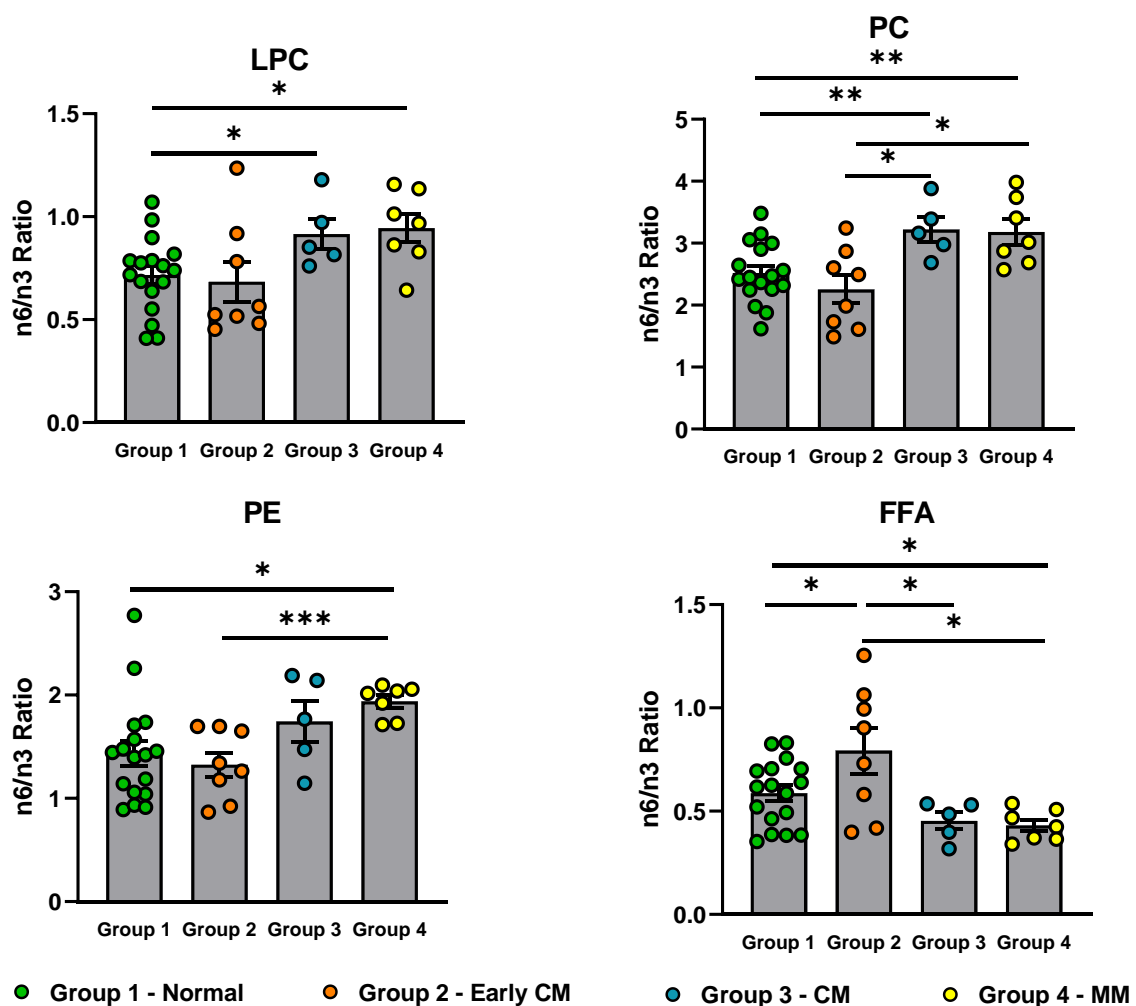 LPC
*
*
n6/n3 Ratio
1.5
1.0
0.5
0.0
Group 1 Group 2 Group 3 Group 4
PC
**
**
*
*
n6/n3 Ratio
5
4
3
2
1
0
Group 1 Group 2 Group 3 Group 4
PE
*
***
n6/n3 Ratio
3
2
1
0
Group 1 Group 2 Group 3 Group 4
FFA
*
* *
*
n6/n3 Ratio
1.5
1.0
0.5
0.0
Group 1 Group 2 Group 3 Group 4
Group 1 - Normal Group 2 - Early CM Group 3 - CM Group 4 - MM